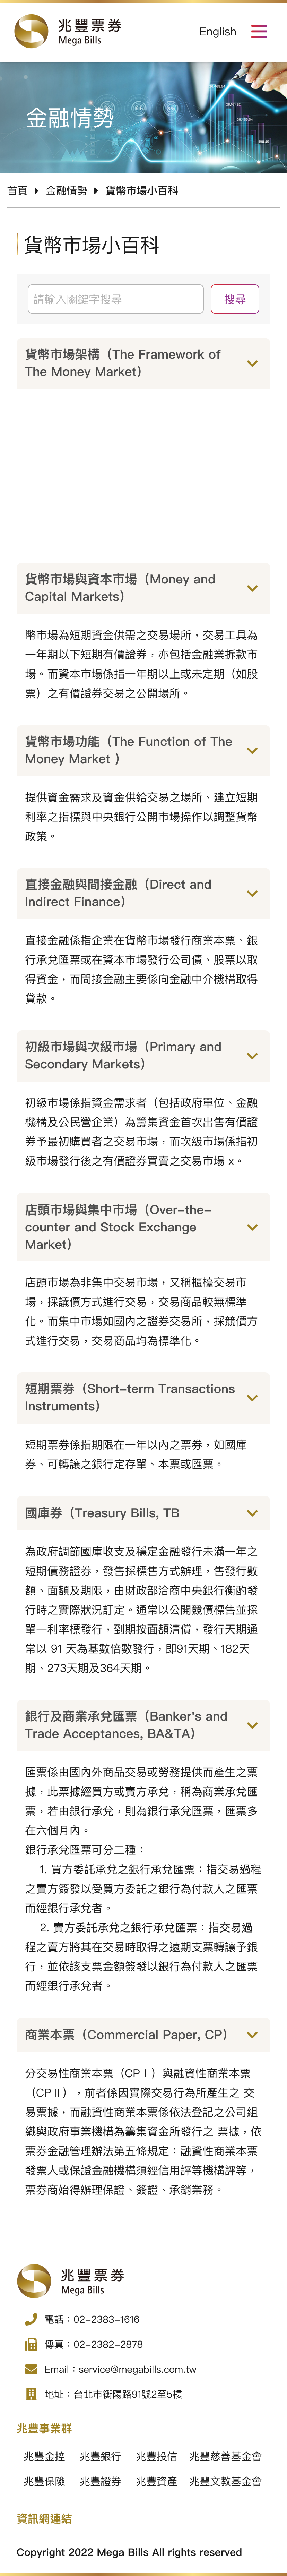 兆豐票券
Mega Bills
English
金融情勢
首頁 金融情勢 貨幣市場小百科
貨幣市場小百科
請輸入關鍵字搜尋 搜尋
貨幣市場架構（The Framework of
The Money Market）
貨幣市場與資本市場（Money and
Capital Markets）
幣市場為短期資金供需之交易場所，交易工具為
一年期以下短期有價證券，亦包括金融業拆款市
場。而資本市場係指一年期以上或未定期（如股
票）之有價證券交易之公開場所。
貨幣市場功能（The Function of The
Money Market ）
提供資金需求及資金供給交易之場所、建立短期
利率之指標與中央銀行公開市場操作以調整貨幣
政策。
直接金融與間接金融（Direct and
Indirect Finance）
直接金融係指企業在貨幣市場發行商業本票、銀
行承兌匯票或在資本市場發行公司債、股票以取
得資金，而間接金融主要係向金融中介機構取得
貸款。
初級市場與次級市場（Primary and
Secondary Markets）
初級市場係指資金需求者（包括政府單位、金融
機構及公民營企業）為籌集資金首次出售有價證
券予最初購買者之交易市場，而次級市場係指初
級市場發行後之有價證券買賣之交易市場 x。
店頭市場與集中市場（Over-the-
counter and Stock Exchange
Market）
店頭市場為非集中交易市場，又稱櫃檯交易市
場，採議價方式進行交易，交易商品較無標準
化。而集中市場如國內之證券交易所，採競價方
式進行交易，交易商品均為標準化。
短期票券（Short-term Transactions
Instruments）
短期票券係指期限在一年以內之票券，如國庫
券、可轉讓之銀行定存單、本票或匯票。
國庫券（Treasury Bills, TB
為政府調節國庫收支及穩定金融發行未滿一年之
短期債務證券，發售採標售方式辦理，售發行數
額、面額及期限，由財政部洽商中央銀行衡酌發
行時之實際狀況訂定。通常以公開競價標售並採
單一利率標發行，到期按面額清償，發行天期通
常以 91 天為基數倍數發行，即91天期、182天
期、273天期及364天期。
銀行及商業承兌匯票（Banker's and
Trade Acceptances, BA&TA）
匯票係由國內外商品交易或勞務提供而產生之票
據，此票據經買方或賣方承兌，稱為商業承兌匯
票，若由銀行承兌，則為銀行承兌匯票，匯票多
在六個月內。
銀行承兌匯票可分二種：
1. 買方委託承兌之銀行承兌匯票：指交易過程
之賣方簽發以受買方委託之銀行為付款人之匯票
而經銀行承兌者。
2. 賣方委託承兌之銀行承兌匯票：指交易過
程之賣方將其在交易時取得之遠期支票轉讓予銀
行，並依該支票金額簽發以銀行為付款人之匯票
而經銀行承兌者。
商業本票（Commercial Paper, CP）
分交易性商業本票（CPⅠ）與融資性商業本票
（CPⅡ），前者係因實際交易行為所產生之 交
易票據，而融資性商業本票係依法登記之公司組
織與政府事業機構為籌集資金所發行之 票據，依
票券金融管理辦法第五條規定：融資性商業本票
發票人或保證金融機構須經信用評等機構評等，
票券商始得辦理保證、簽證、承銷業務。
兆豐票券
Mega Bills
電話：02-2383-1616
傳真：02-2382-2878
Email：service@megabills.com.tw
地址：台北市衡陽路91號2至5樓
兆豐事業群
兆豐金控 兆豐銀行 兆豐投信 兆豐慈善基金會
兆豐保險 兆豐證券 兆豐資產 兆豐文教基金會
資訊網連結
Copyright 2022 Mega Bills All rights reserved